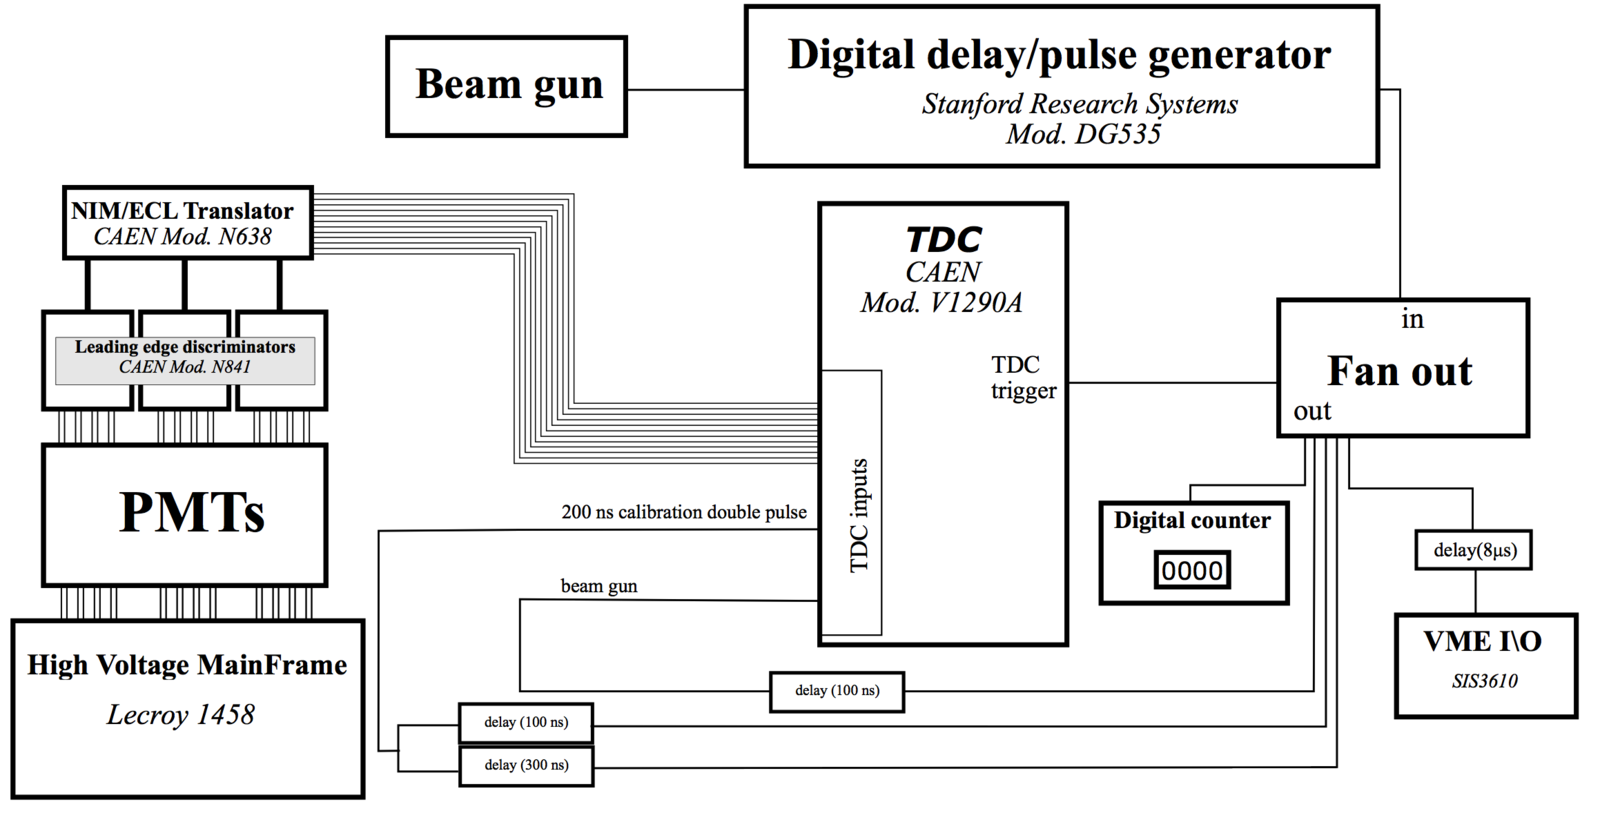 Beam gun
Digital delay/pulse generator
Stanford Research Systems
Mod. DG535
NIM/ECL Translator
CAEN Mod. N638
Leading edge discriminators
CAEN Mod. N841
PMTs
High Voltage MainFrame
Lecroy 1458
TDC
CAEN
Mod. V1290A
TDC
trigger
TDC inputs
200 ns calibration double pulse
beam gun
in
Fan out
out
Digital counter
0000
delay(8μs)
VME I\O
SIS3610
delay (100 ns)
delay (100 ns)
delay (300 ns)